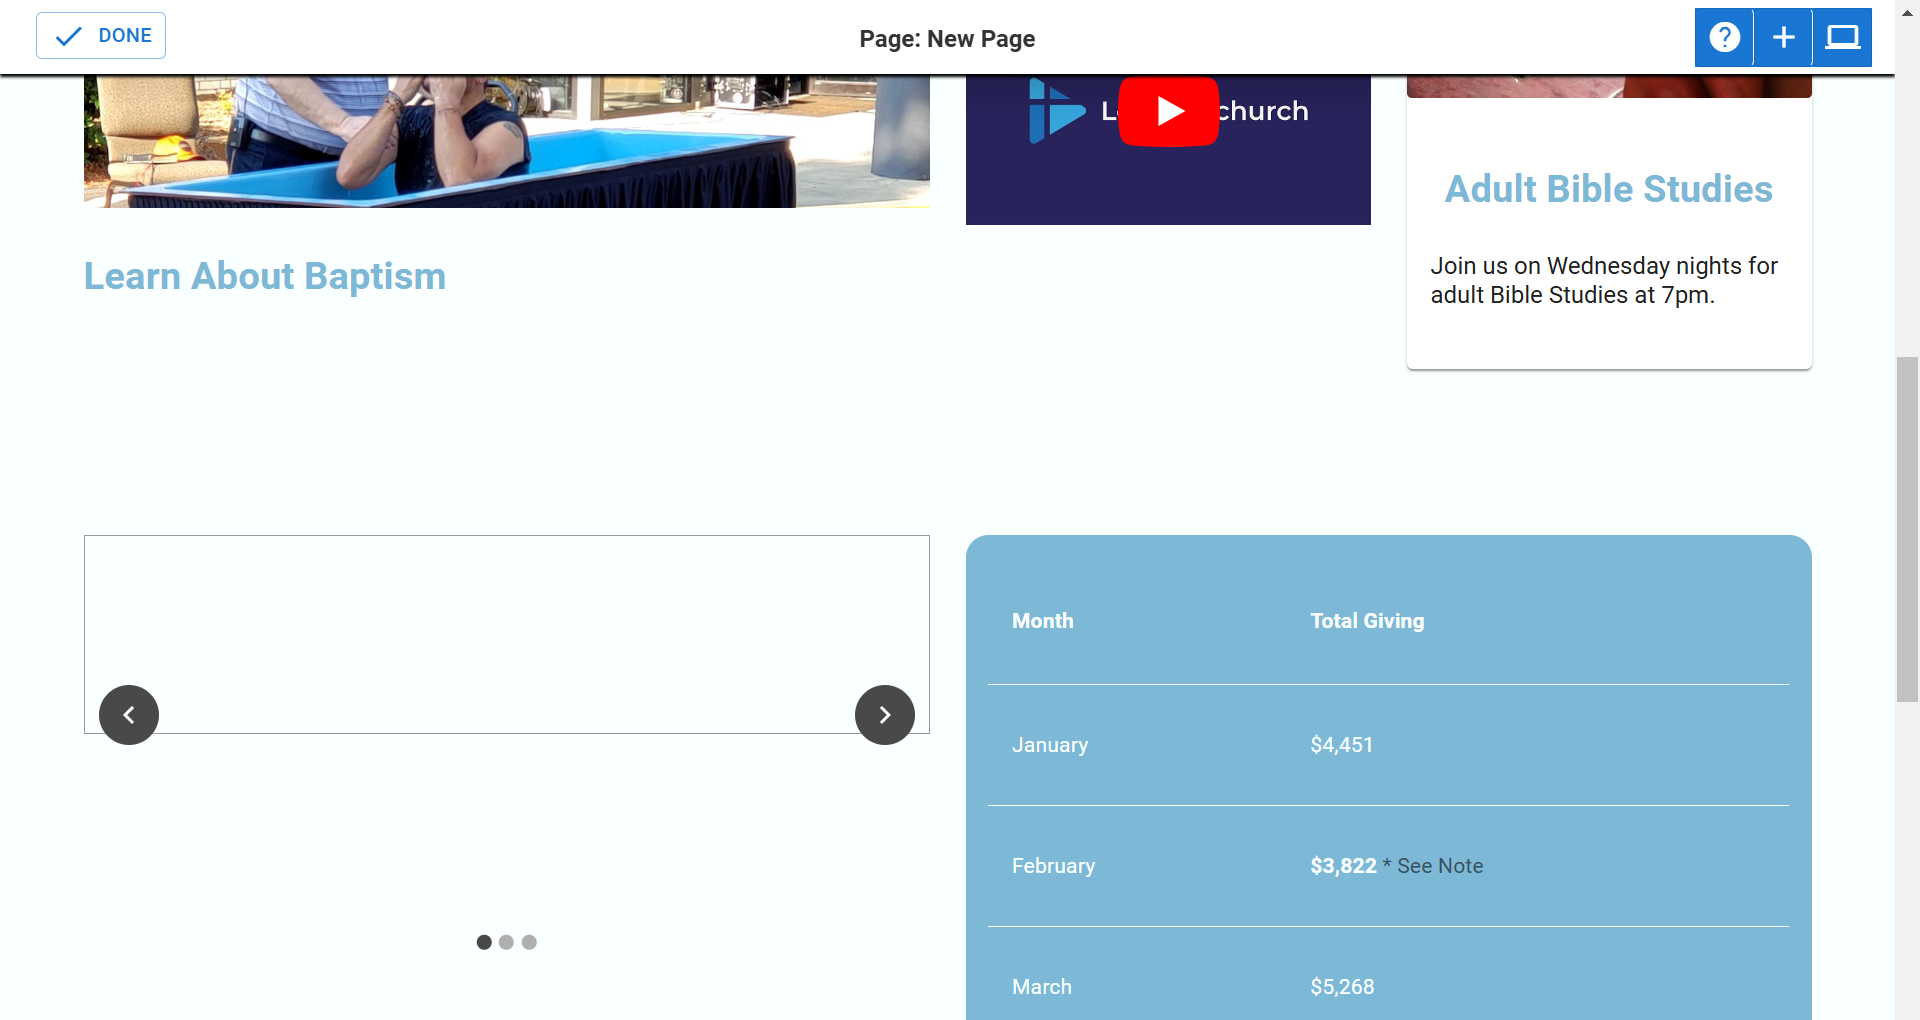 DONE
Page: New Page
church
Adult Bible Studies
Learn About Baptism
Join us on Wednesday nights for
adult Bible Studies at 7pm.
Month Total Giving
January $4,451
February $3,822 * See Note
March $5,268